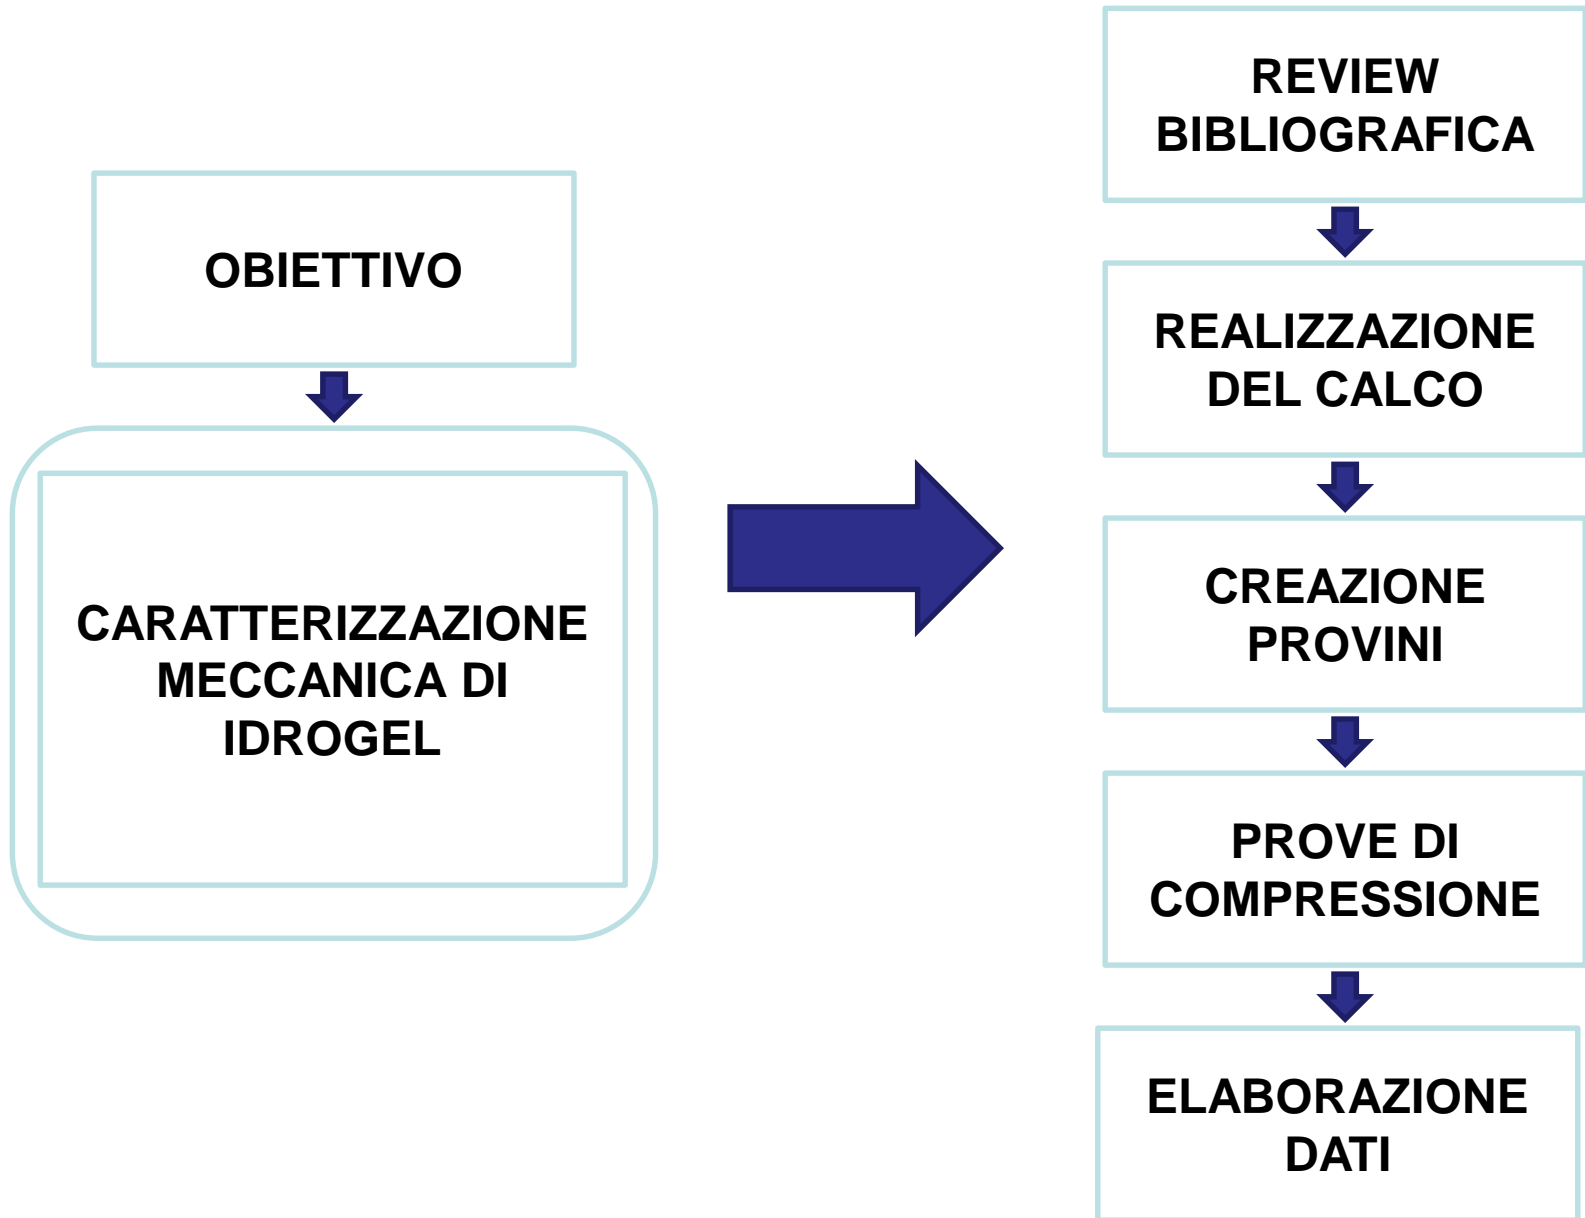 OBIETTIVO
CARATTERIZZAZIONE
MECCANICA DI
IDROGEL
REVIEW
BIBLIOGRAFICA
REALIZZAZIONE
DEL CALCO
CREAZIONE
PROVINI
PROVE DI
COMPRESSIONE
ELABORAZIONE
DATI